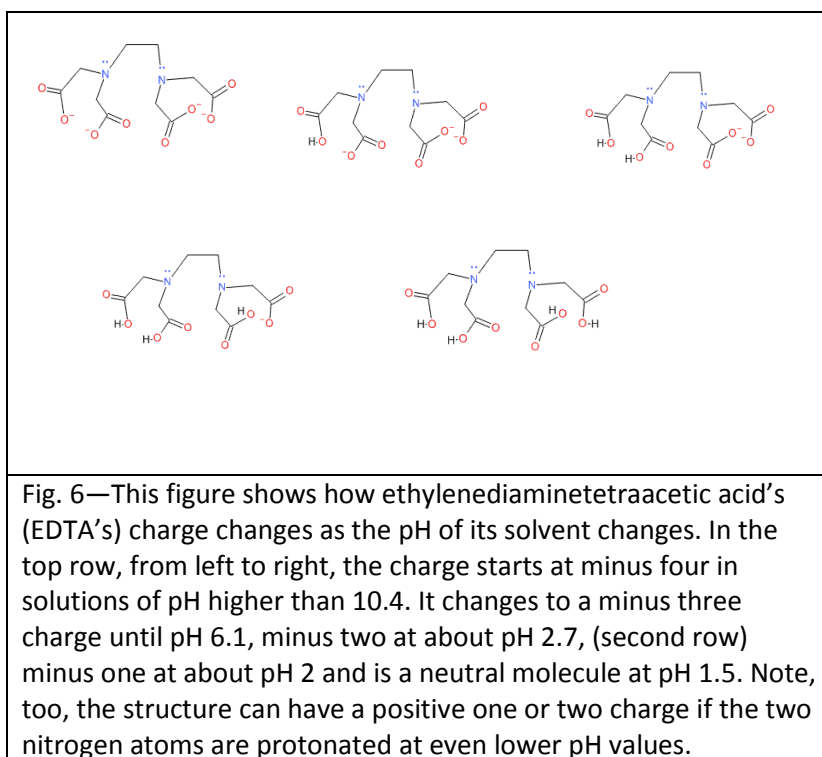 N N O O⁻ ⁻O O O O⁻ ⁻O O
N N O H·O ⁻O O O O⁻ ⁻O O
N N O H·O H·O O O O⁻ ⁻O O
N N O H·O H·O O O H O ⁻O O
N N O H·O H·O O O H O O·H O
Fig. 6—This figure shows how ethylenediaminetetraacetic acid’s
(EDTA’s) charge changes as the pH of its solvent changes. In the
top row, from left to right, the charge starts at minus four in
solutions of pH higher than 10.4. It changes to a minus three
charge until pH 6.1, minus two at about pH 2.7, (second row)
minus one at about pH 2 and is a neutral molecule at pH 1.5. Note,
too, the structure can have a positive one or two charge if the two
nitrogen atoms are protonated at even lower pH values.